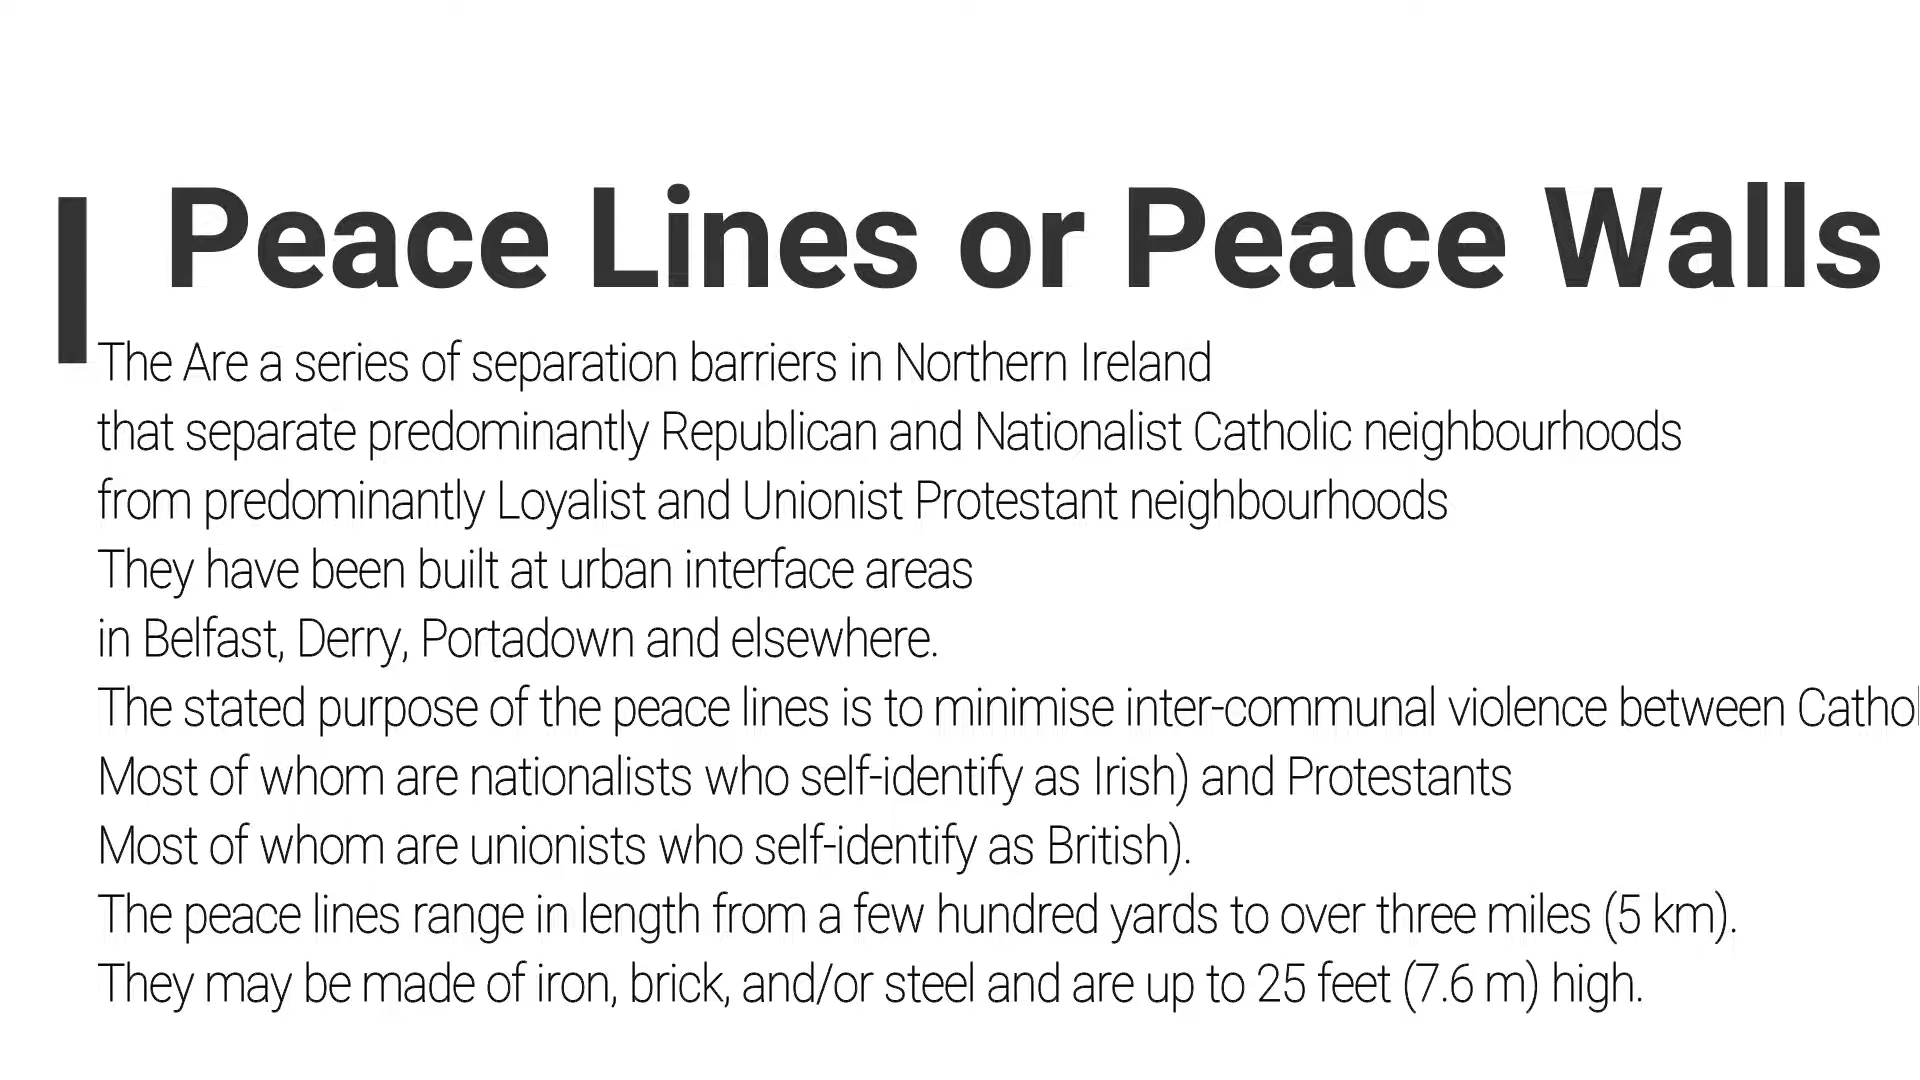 Peace Lines or Peace Walls
The Are a series of separation barriers in Northern Ireland
that separate predominantly Republican and Nationalist Catholic neighbourhoods
from predominantly Loyalist and Unionist Protestant neighbourhoods
They have been built at urban interface areas
in Belfast, Derry, Portadown and elsewhere.
The stated purpose of the peace lines is to minimise inter-communal violence between
Most of whom are nationalists who self-identify as Irish) and Protestants
Most of whom are unionists who self-identify as British).
The peace lines range in length from a few hundred yards to over three miles (5 km).
They may be made of iron, brick, and/or steel and are up to 25 feet (7.6 m) high.